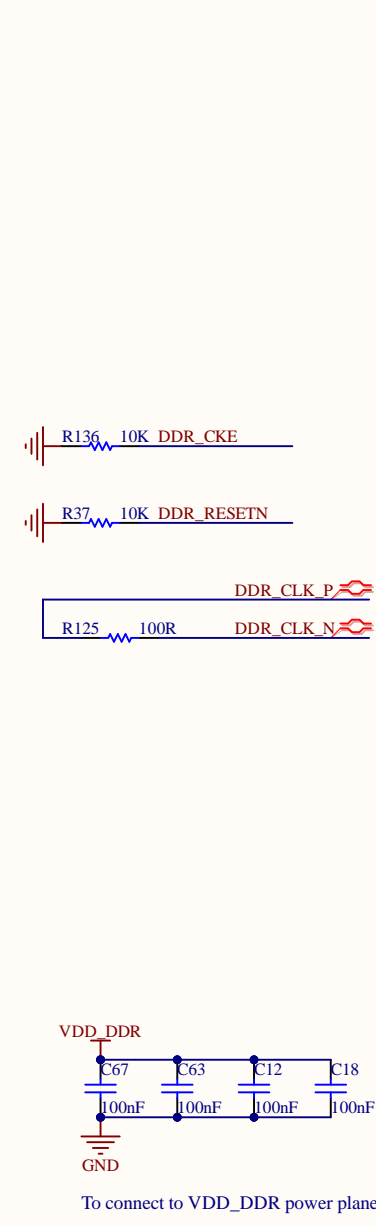 R136 10K DDR_CKE
R37 10K DDR_RESETN
DDR_CLK_P
R125 100R DDR_CLK_N
VDD_DDR
C67 C63 C12 C18
100nF 100nF 100nF 100nF
GND
To connect to VDD_DDR power plane